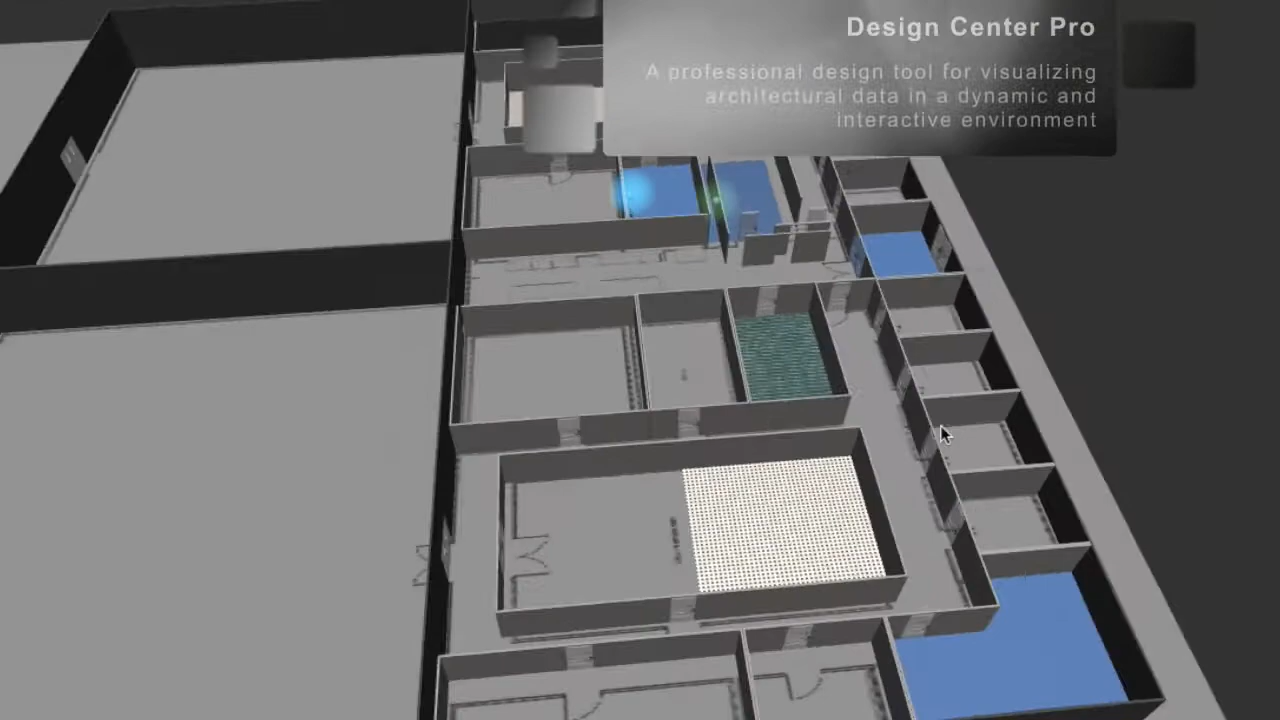 Design Center Pro
A professional design tool for visualizing
architectural data in a dynamic and
interactive environment